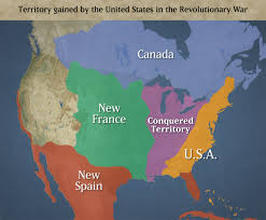 Territory gained by the United States in the Revolutionary War
Canada
New
France
Conquered
Territory
U.S.A.
New
Spain